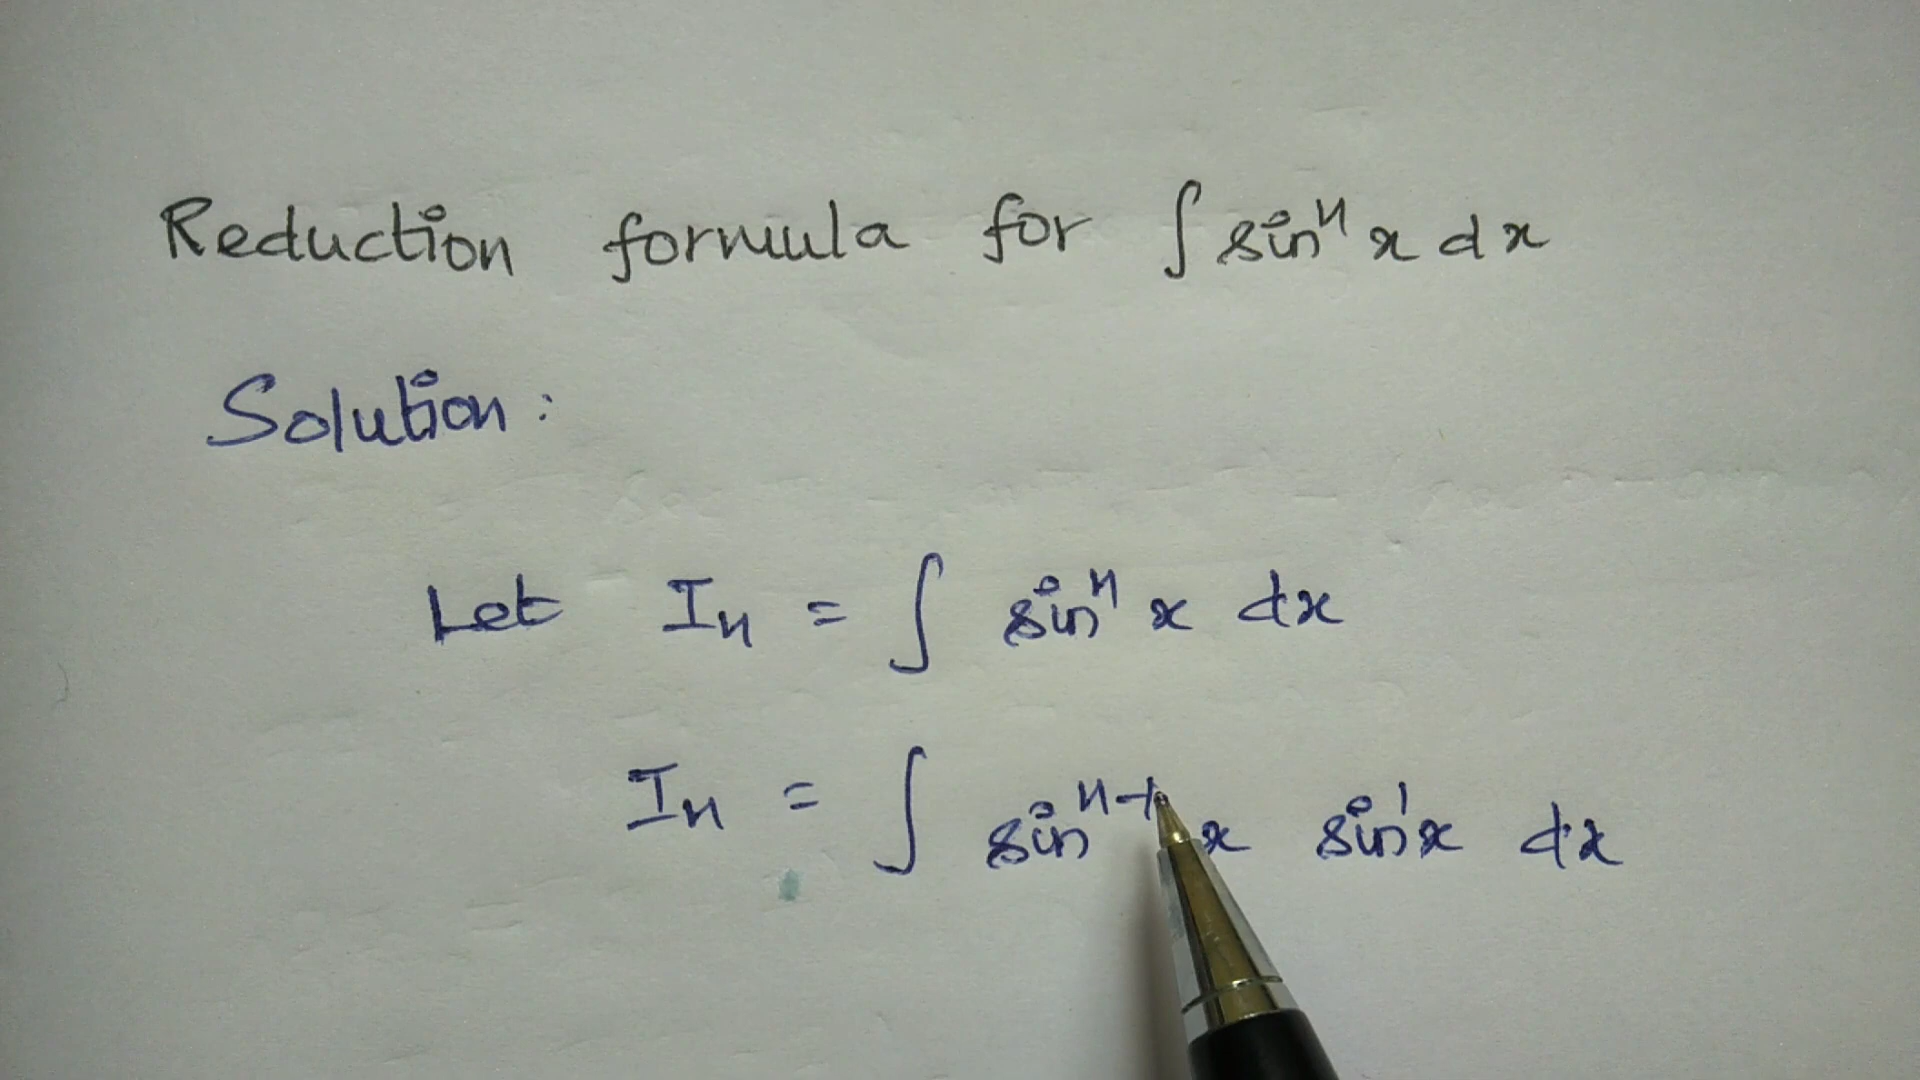 Reduction formula for ∫ sinⁿ x dx
Solution:
Let Iₙ = ∫ sinⁿ x dx
Iₙ = ∫ sinⁿ⁻¹ x sin¹x dx